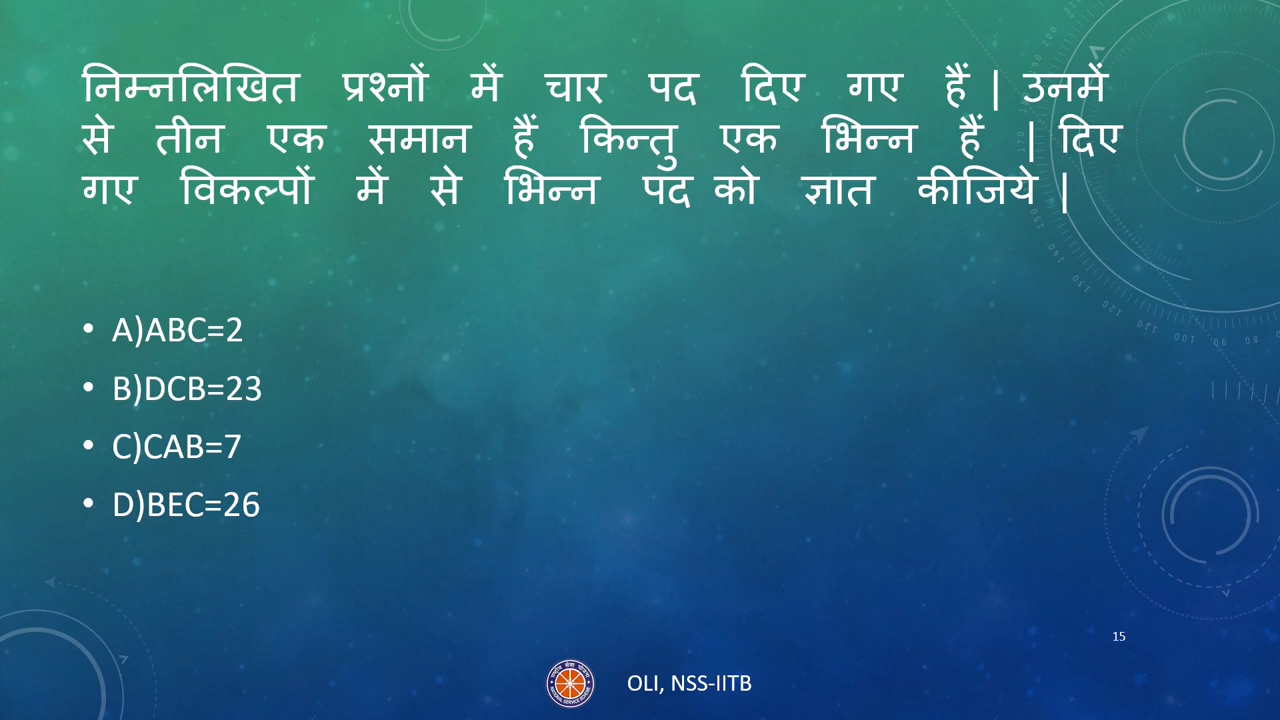 निम्नलिखित प्रश्नों में चार पद दिए गए हैं | उनमें
से तीन एक समान हैं किन्तु एक भिन्न हैं | दिए
गए विकल्पों में से भिन्न पद को ज्ञात कीजिये |
• A)ABC=2
• B)DCB=23
• C)CAB=7
• D)BEC=26
15
OLI, NSS-IITB